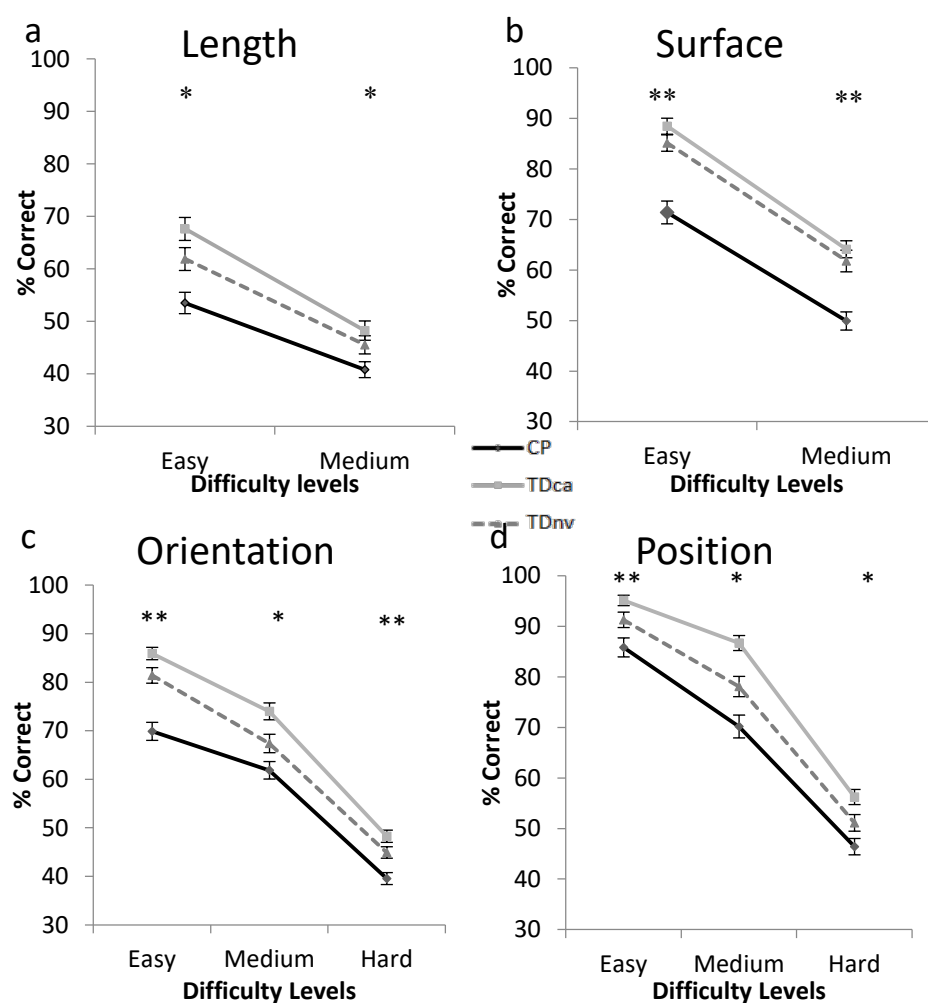 a
Length
100
90
80
70
60
50
40
30
% Correct
* *
Easy Medium
Difficulty levels
b
Surface
100
90
80
70
60
50
40
30
% Correct
** **
Easy Medium
Difficulty Levels
CP
TDca
TDnv
c
Orientation
100
90
80
70
60
50
40
30
% Correct
** * **
Easy Medium Hard
Difficulty Levels
d
Position
100
90
80
70
60
50
40
30
% Correct
** * *
Easy Medium Hard
Difficulty Levels